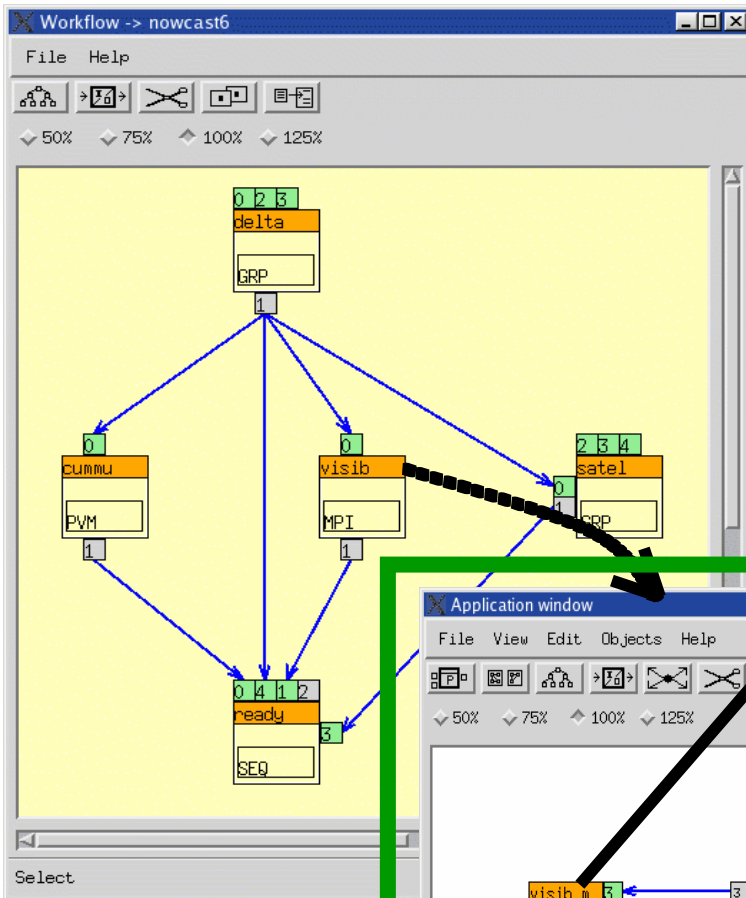 Workflow -> nowcast6
File Help
50% 75% 100% 125%
0 2 3
delta
GRP
1
0
cummu
PVM
1
0
visib
MPI
1
2 3 4
satel
0
1
GRP
0 4 1 2
ready
3
SEQ
Select
Application window
File View Edit Objects Help
P
50% 75% 100% 125%
visib_m 3
3